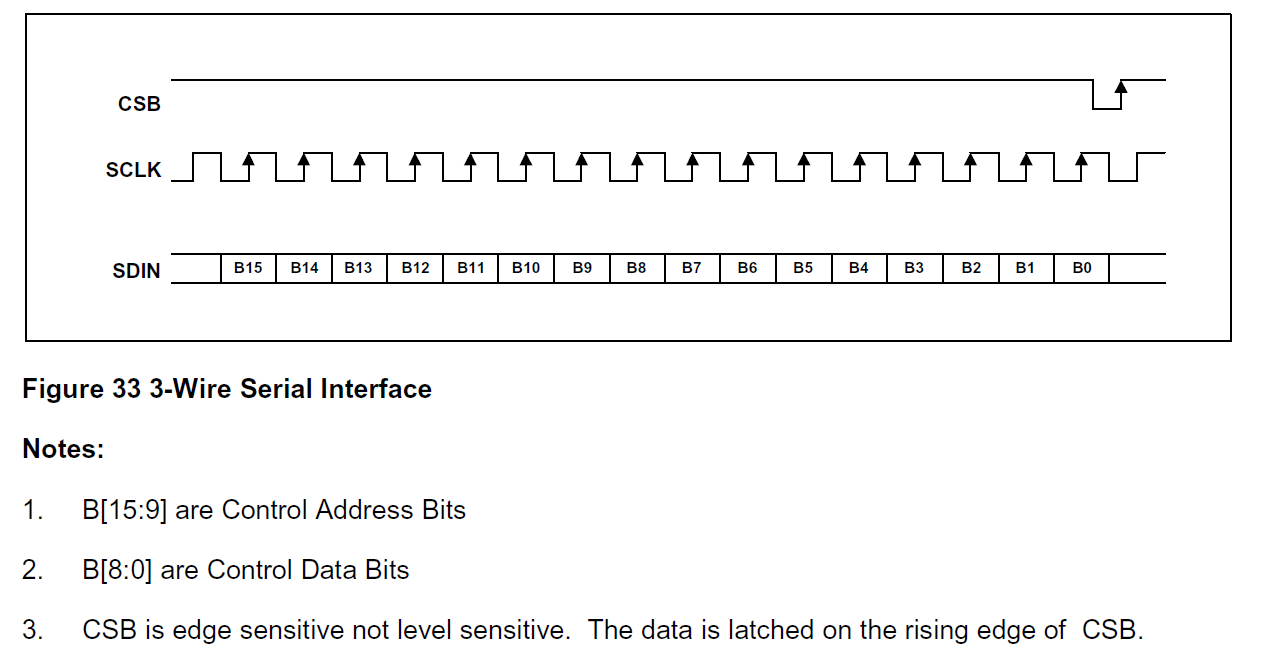 CSB
SCLK
SDIN B15 B14 B13 B12 B11 B10 B9 B8 B7 B6 B5 B4 B3 B2 B1 B0
Figure 33 3-Wire Serial Interface
Notes:
1. B[15:9] are Control Address Bits
2. B[8:0] are Control Data Bits
3. CSB is edge sensitive not level sensitive.  The data is latched on the rising edge of  CSB.